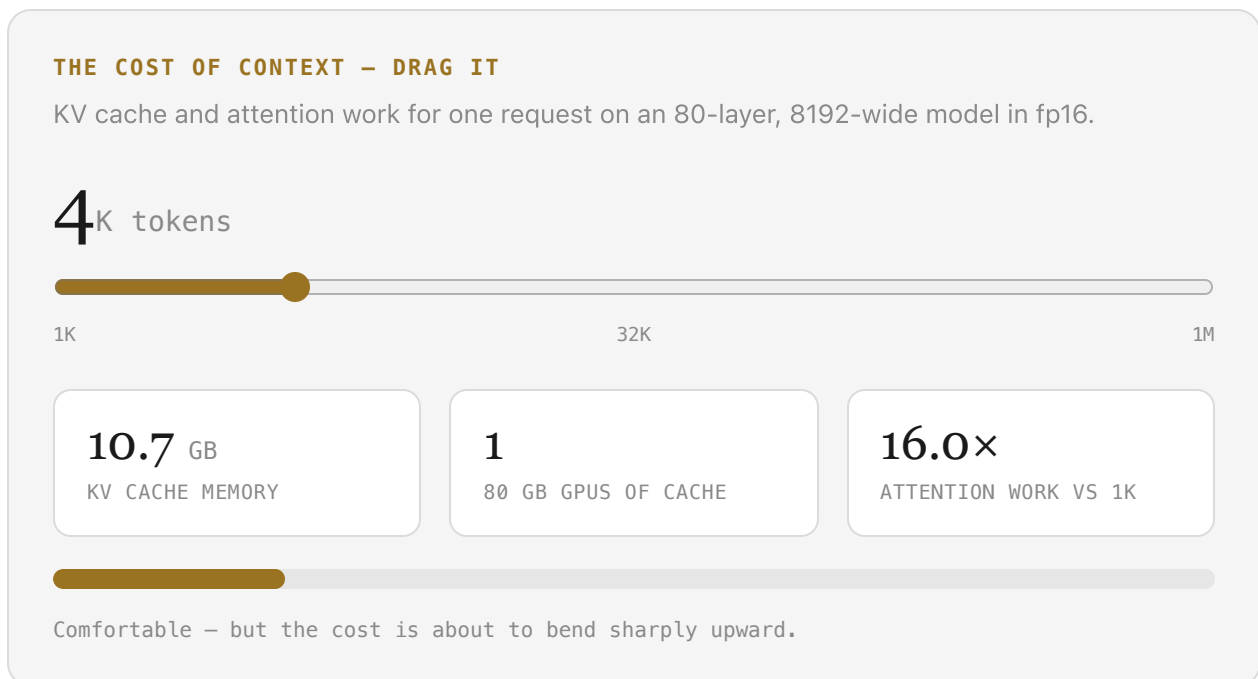 THE COST OF CONTEXT — DRAG IT
KV cache and attention work for one request on an 80-layer, 8192-wide model in fp16.
4K tokens
1K 32K 1M
10.7 GB
KV CACHE MEMORY
1
80 GB GPUS OF CACHE
16.0×
ATTENTION WORK VS 1K
Comfortable — but the cost is about to bend sharply upward.